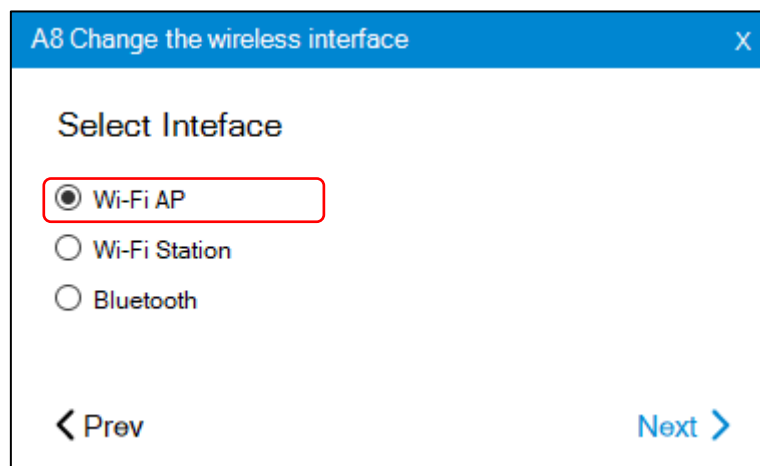 A8 Change the wireless interface X
Select Inteface
Wi-Fi AP
Wi-Fi Station
Bluetooth
Prev Next